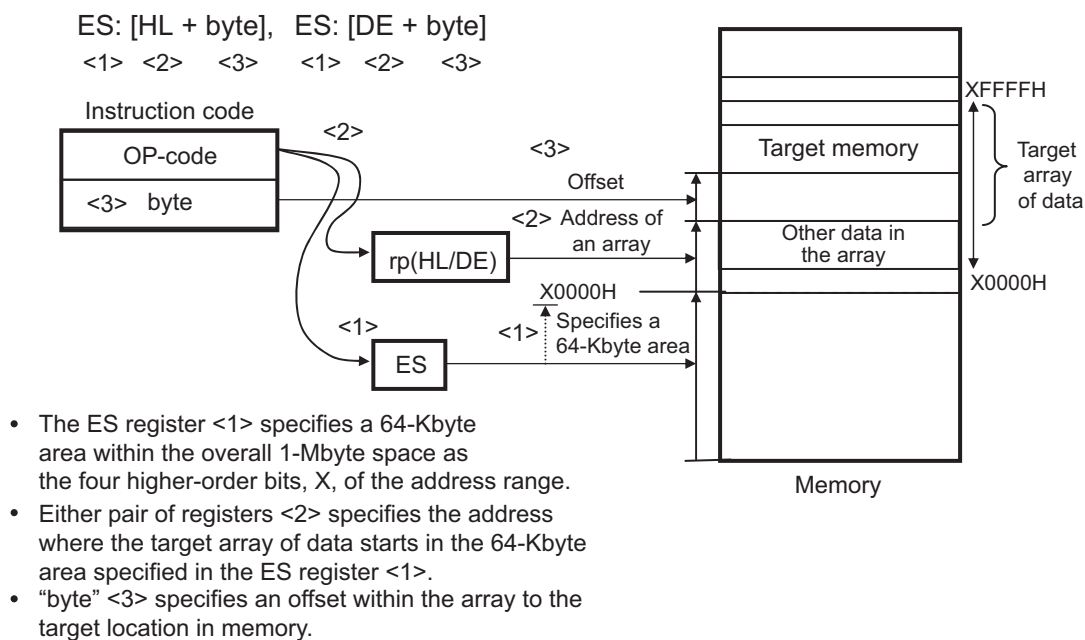 ES: [HL + byte], ES: [DE + byte]
<1> <2> <3> <1> <2> <3>
Instruction code
OP-code
<3> byte
<2>
<3>
Offset
<2> Address of
an array
rp(HL/DE)
X0000H
<1>
<1>
Specifies a
64-Kbyte
area
ES
XFFFFH
Target memory
Target
array
of data
Other data in
the array
X0000H
Memory
• The ES register <1> specifies a 64-Kbyte
area within the overall 1-Mbyte space as
the four higher-order bits, X, of the address range.
• Either pair of registers <2> specifies the address
where the target array of data starts in the 64-Kbyte
area specified in the ES register <1>.
• “byte” <3> specifies an offset within the array to the
target location in memory.